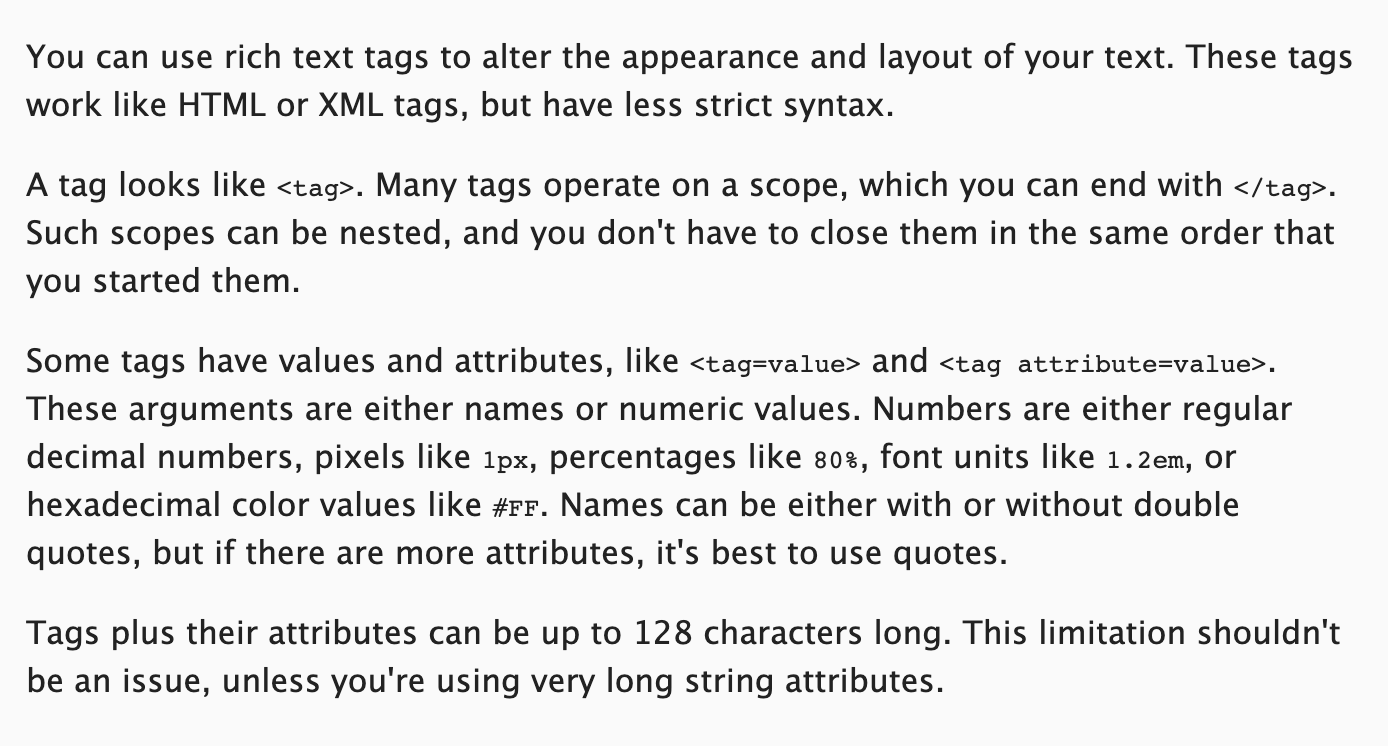 You can use rich text tags to alter the appearance and layout of your text. These tags
work like HTML or XML tags, but have less strict syntax.
A tag looks like <tag>. Many tags operate on a scope, which you can end with </tag>.
Such scopes can be nested, and you don't have to close them in the same order that
you started them.
Some tags have values and attributes, like <tag=value> and <tag attribute=value>.
These arguments are either names or numeric values. Numbers are either regular
decimal numbers, pixels like 1px, percentages like 80%, font units like 1.2em, or
hexadecimal color values like #FF. Names can be either with or without double
quotes, but if there are more attributes, it's best to use quotes.
Tags plus their attributes can be up to 128 characters long. This limitation shouldn't
be an issue, unless you're using very long string attributes.